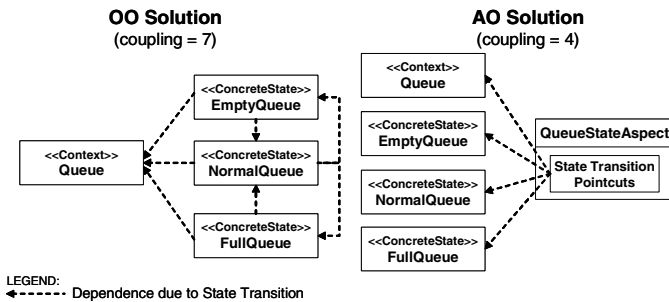 OO Solution
(coupling = 7)
<<ConcreteState>>
EmptyQueue
<<Context>>
Queue
<<ConcreteState>>
NormalQueue
<<ConcreteState>>
FullQueue
AO Solution
(coupling = 4)
<<Context>>
Queue
<<ConcreteState>>
EmptyQueue
<<ConcreteState>>
NormalQueue
<<ConcreteState>>
FullQueue
QueueStateAspect
State Transition
Pointcuts
LEGEND:
Dependence due to State Transition